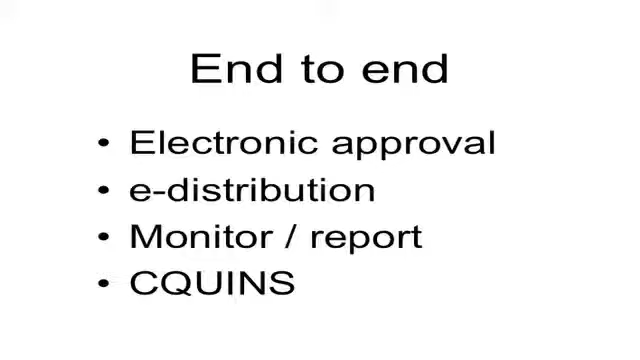 End to end
• Electronic approval
• e-distribution
• Monitor / report
• CQUINS